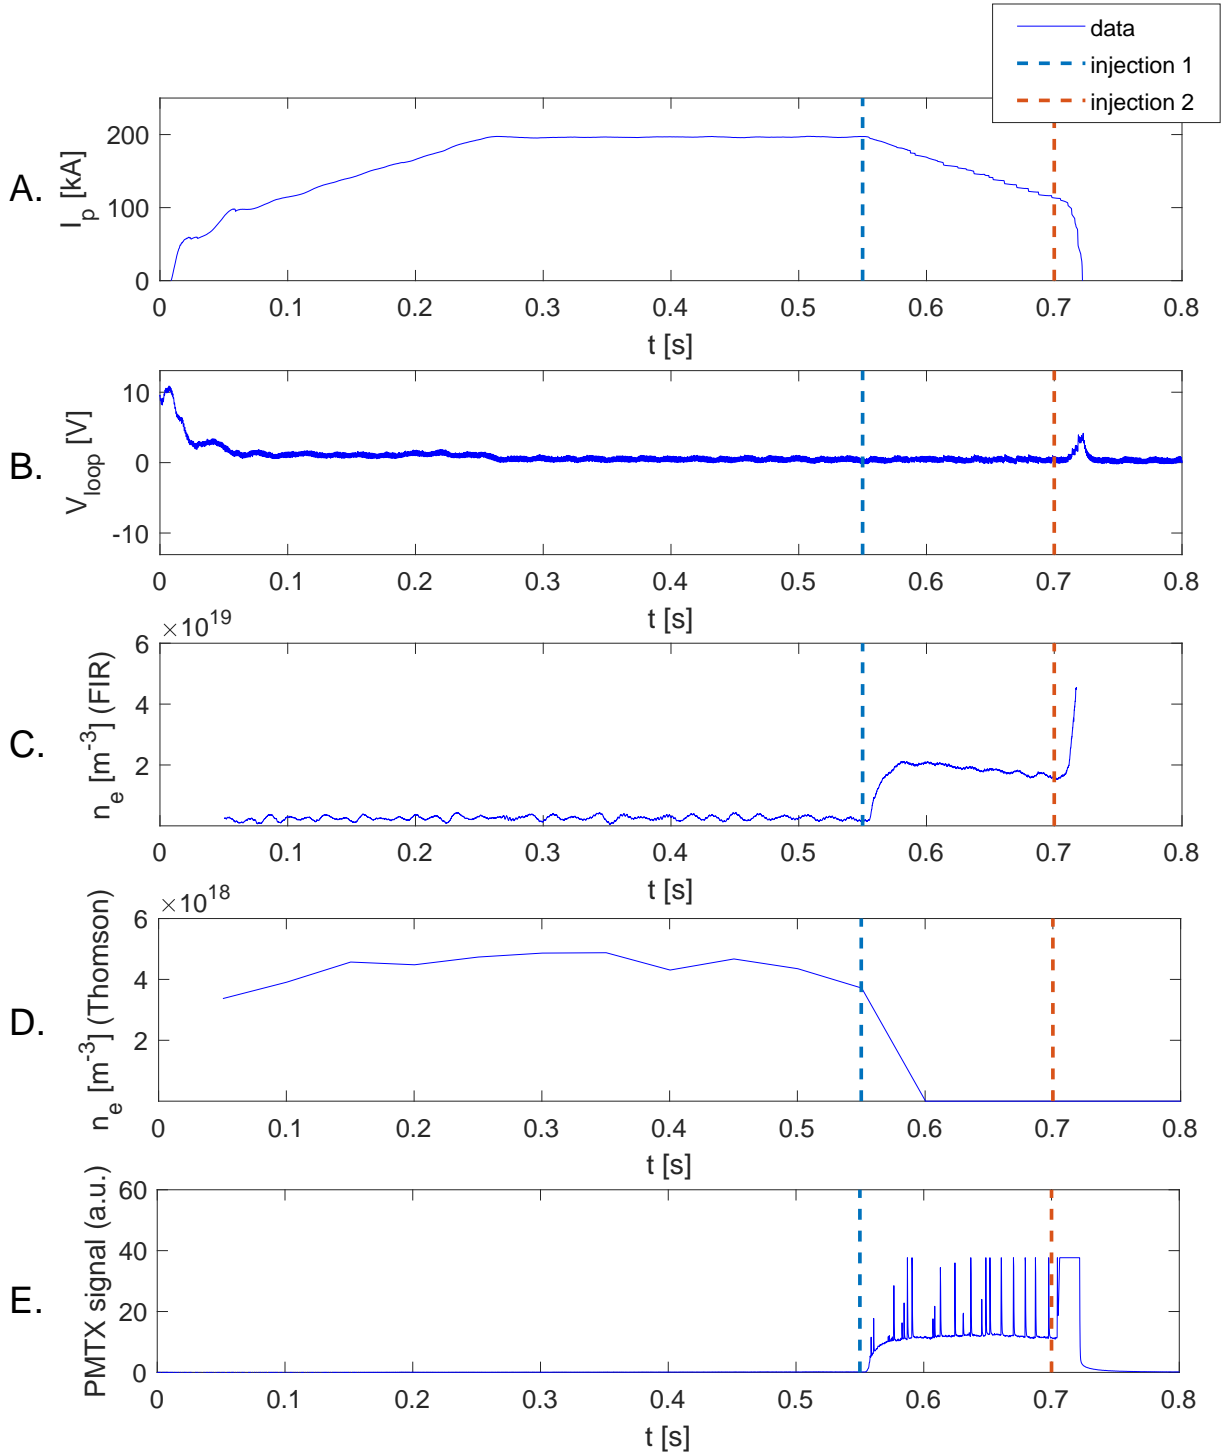 data
injection 1
injection 2
A.
I_p [kA]
200
100
0
0 0.1 0.2 0.3 0.4 0.5 0.6 0.7 0.8
t [s]
B.
V_loop [V]
10
0
-10
0 0.1 0.2 0.3 0.4 0.5 0.6 0.7 0.8
t [s]
C.
n_e [m^-3] (FIR)
×10^19
6
4
2
0 0.1 0.2 0.3 0.4 0.5 0.6 0.7 0.8
t [s]
D.
n_e [m^-3] (Thomson)
×10^18
6
4
2
0 0.1 0.2 0.3 0.4 0.5 0.6 0.7 0.8
t [s]
E.
PMTX signal (a.u.)
60
40
20
0
0 0.1 0.2 0.3 0.4 0.5 0.6 0.7 0.8
t [s]